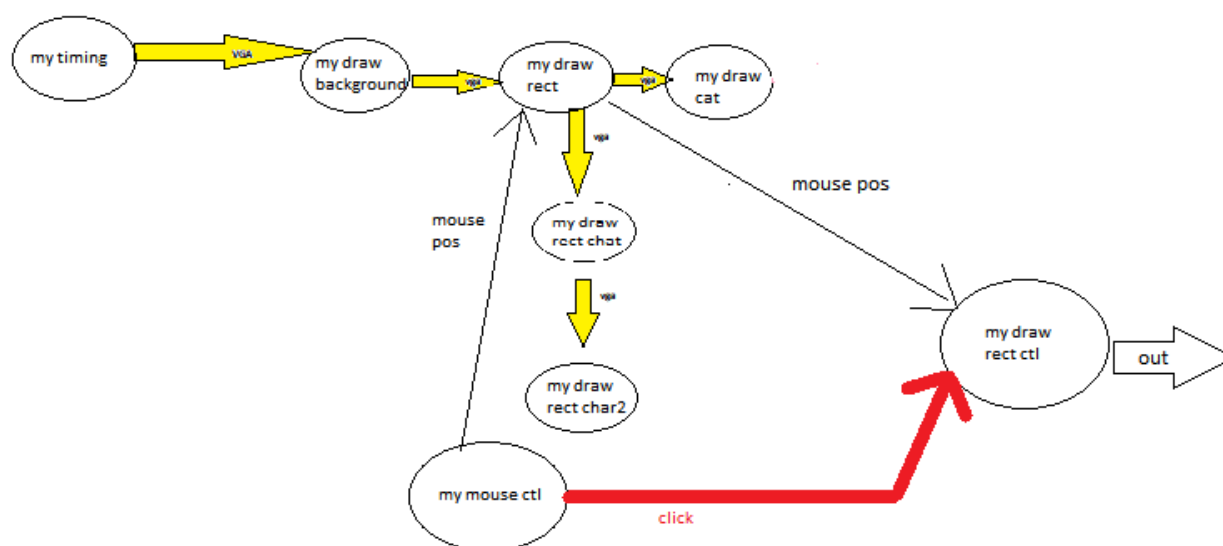 my timing
VGA
my draw
background
vga
my draw
rect
vga
my draw
cat
vga
mouse pos
mouse
pos
my draw
rect chat
vga
my draw
rect ctl
out
my draw
rect char2
my mouse ctl
click